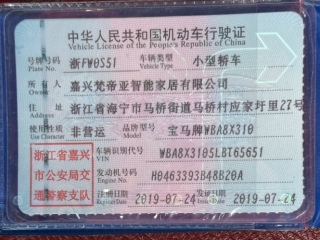 中华人民共和国机动车行驶证
Vehicle License of the People's Republic of China
号牌号码 浙FW0S51 车辆类型 小型轿车
Plate No. Vehicle Type
所有人 嘉兴梵帝亚智能家居有限公司
Owner
住址 浙江省海宁市马桥街道马桥村应家圩里27号
Address
使用性质 非营运 品牌型号 宝马牌WBA8X310
Use Character Model
浙江省嘉兴市公安局交通警察支队
车辆识别代号 WBA8X3105LBT65651
VIN
发动机号码 H0463393B48B20A
Engine No.
注册日期 2019-07-24 发证日期 2019-07-24
Register Date Issue Date